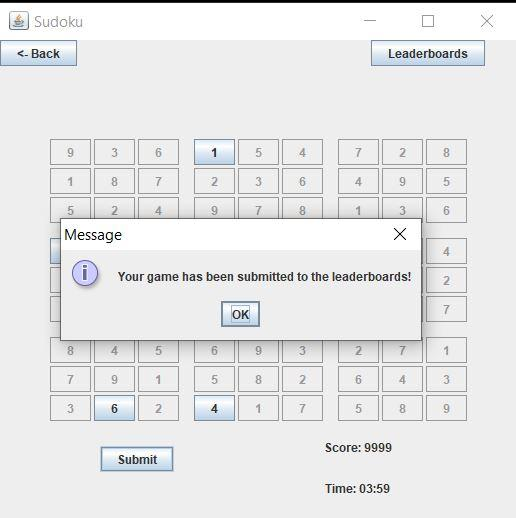 Sudoku
<- Back Leaderboards
9 3 6 1 5 4 7 2 8
1 8 7 2 3 6 4 9 5
5 2 4 9 7 8 1 3 6
Message
4
Your game has been submitted to the leaderboards!
2
OK
7
8 4 5 6 9 3 2 7 1
7 9 1 5 8 2 6 4 3
3 6 2 4 1 7 5 8 9
Submit
Score: 9999
Time: 03:59